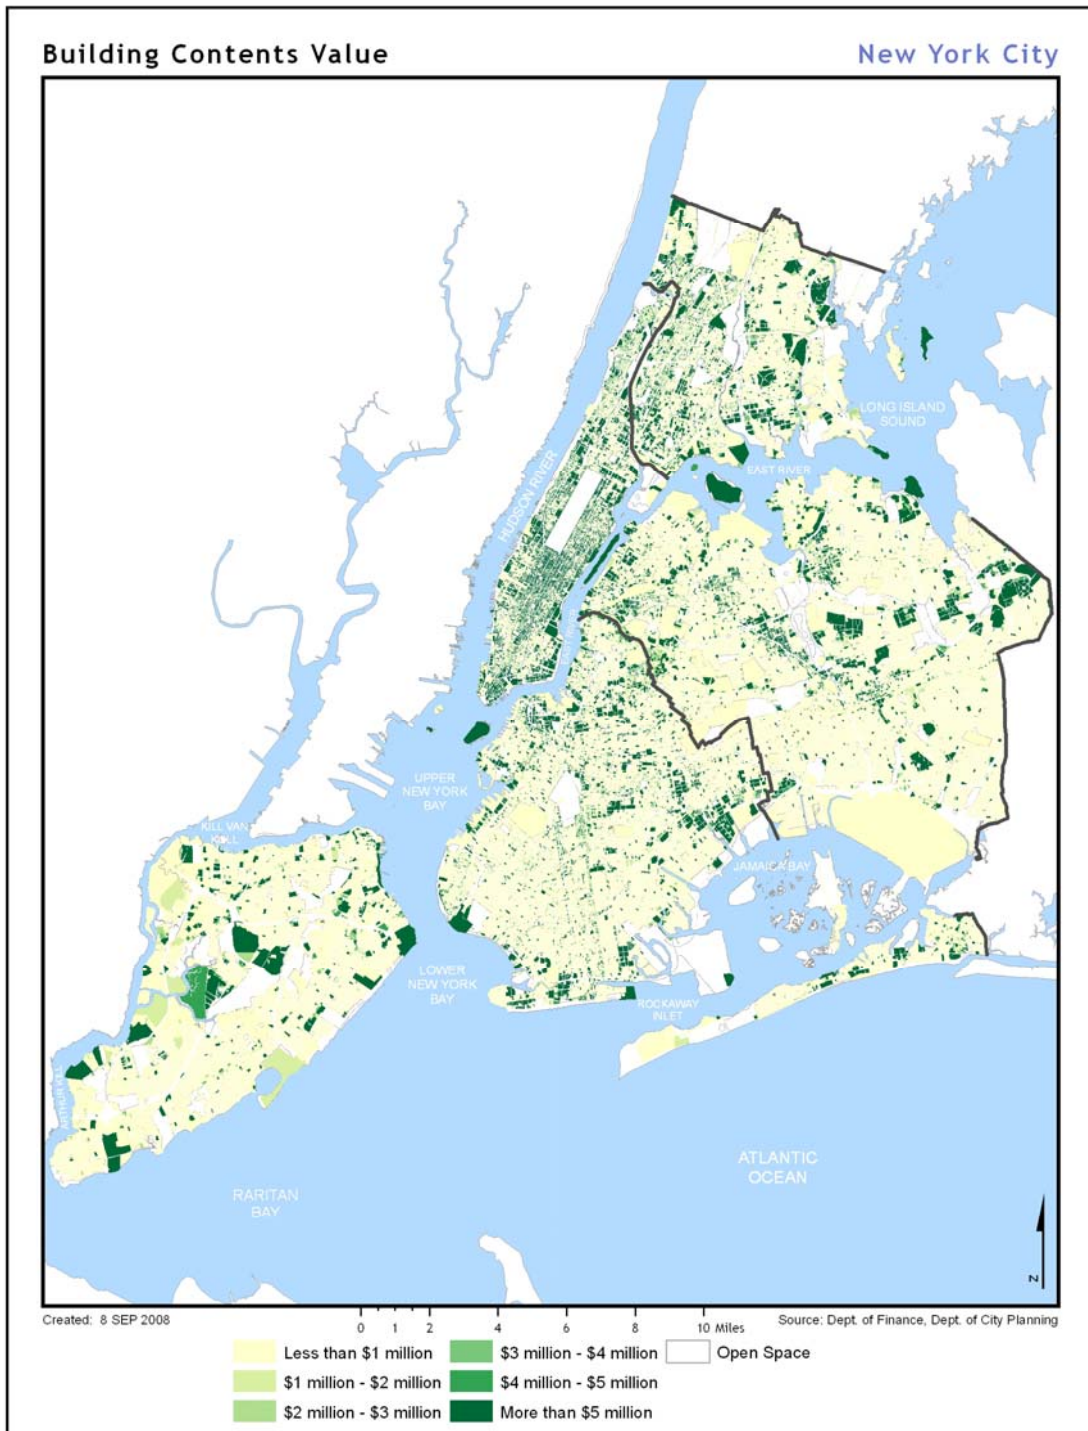 Building Contents Value
New York City
HUDSON RIVER
LONG ISLAND
SOUND
EAST RIVER
EAST RIVER
UPPER
NEW YORK
BAY
KILL VAN
KULL
JAMAICA BAY
LOWER
NEW YORK
BAY
ROCKAWAY
INLET
ARTHUR KILL
ATLANTIC
OCEAN
RARITAN
BAY
N
Created: 8 SEP 2008
0 1 2 4 6 8 10 Miles
Source: Dept. of Finance, Dept. of City Planning
Less than $1 million
$3 million - $4 million
Open Space
$1 million - $2 million
$4 million - $5 million
$2 million - $3 million
More than $5 million